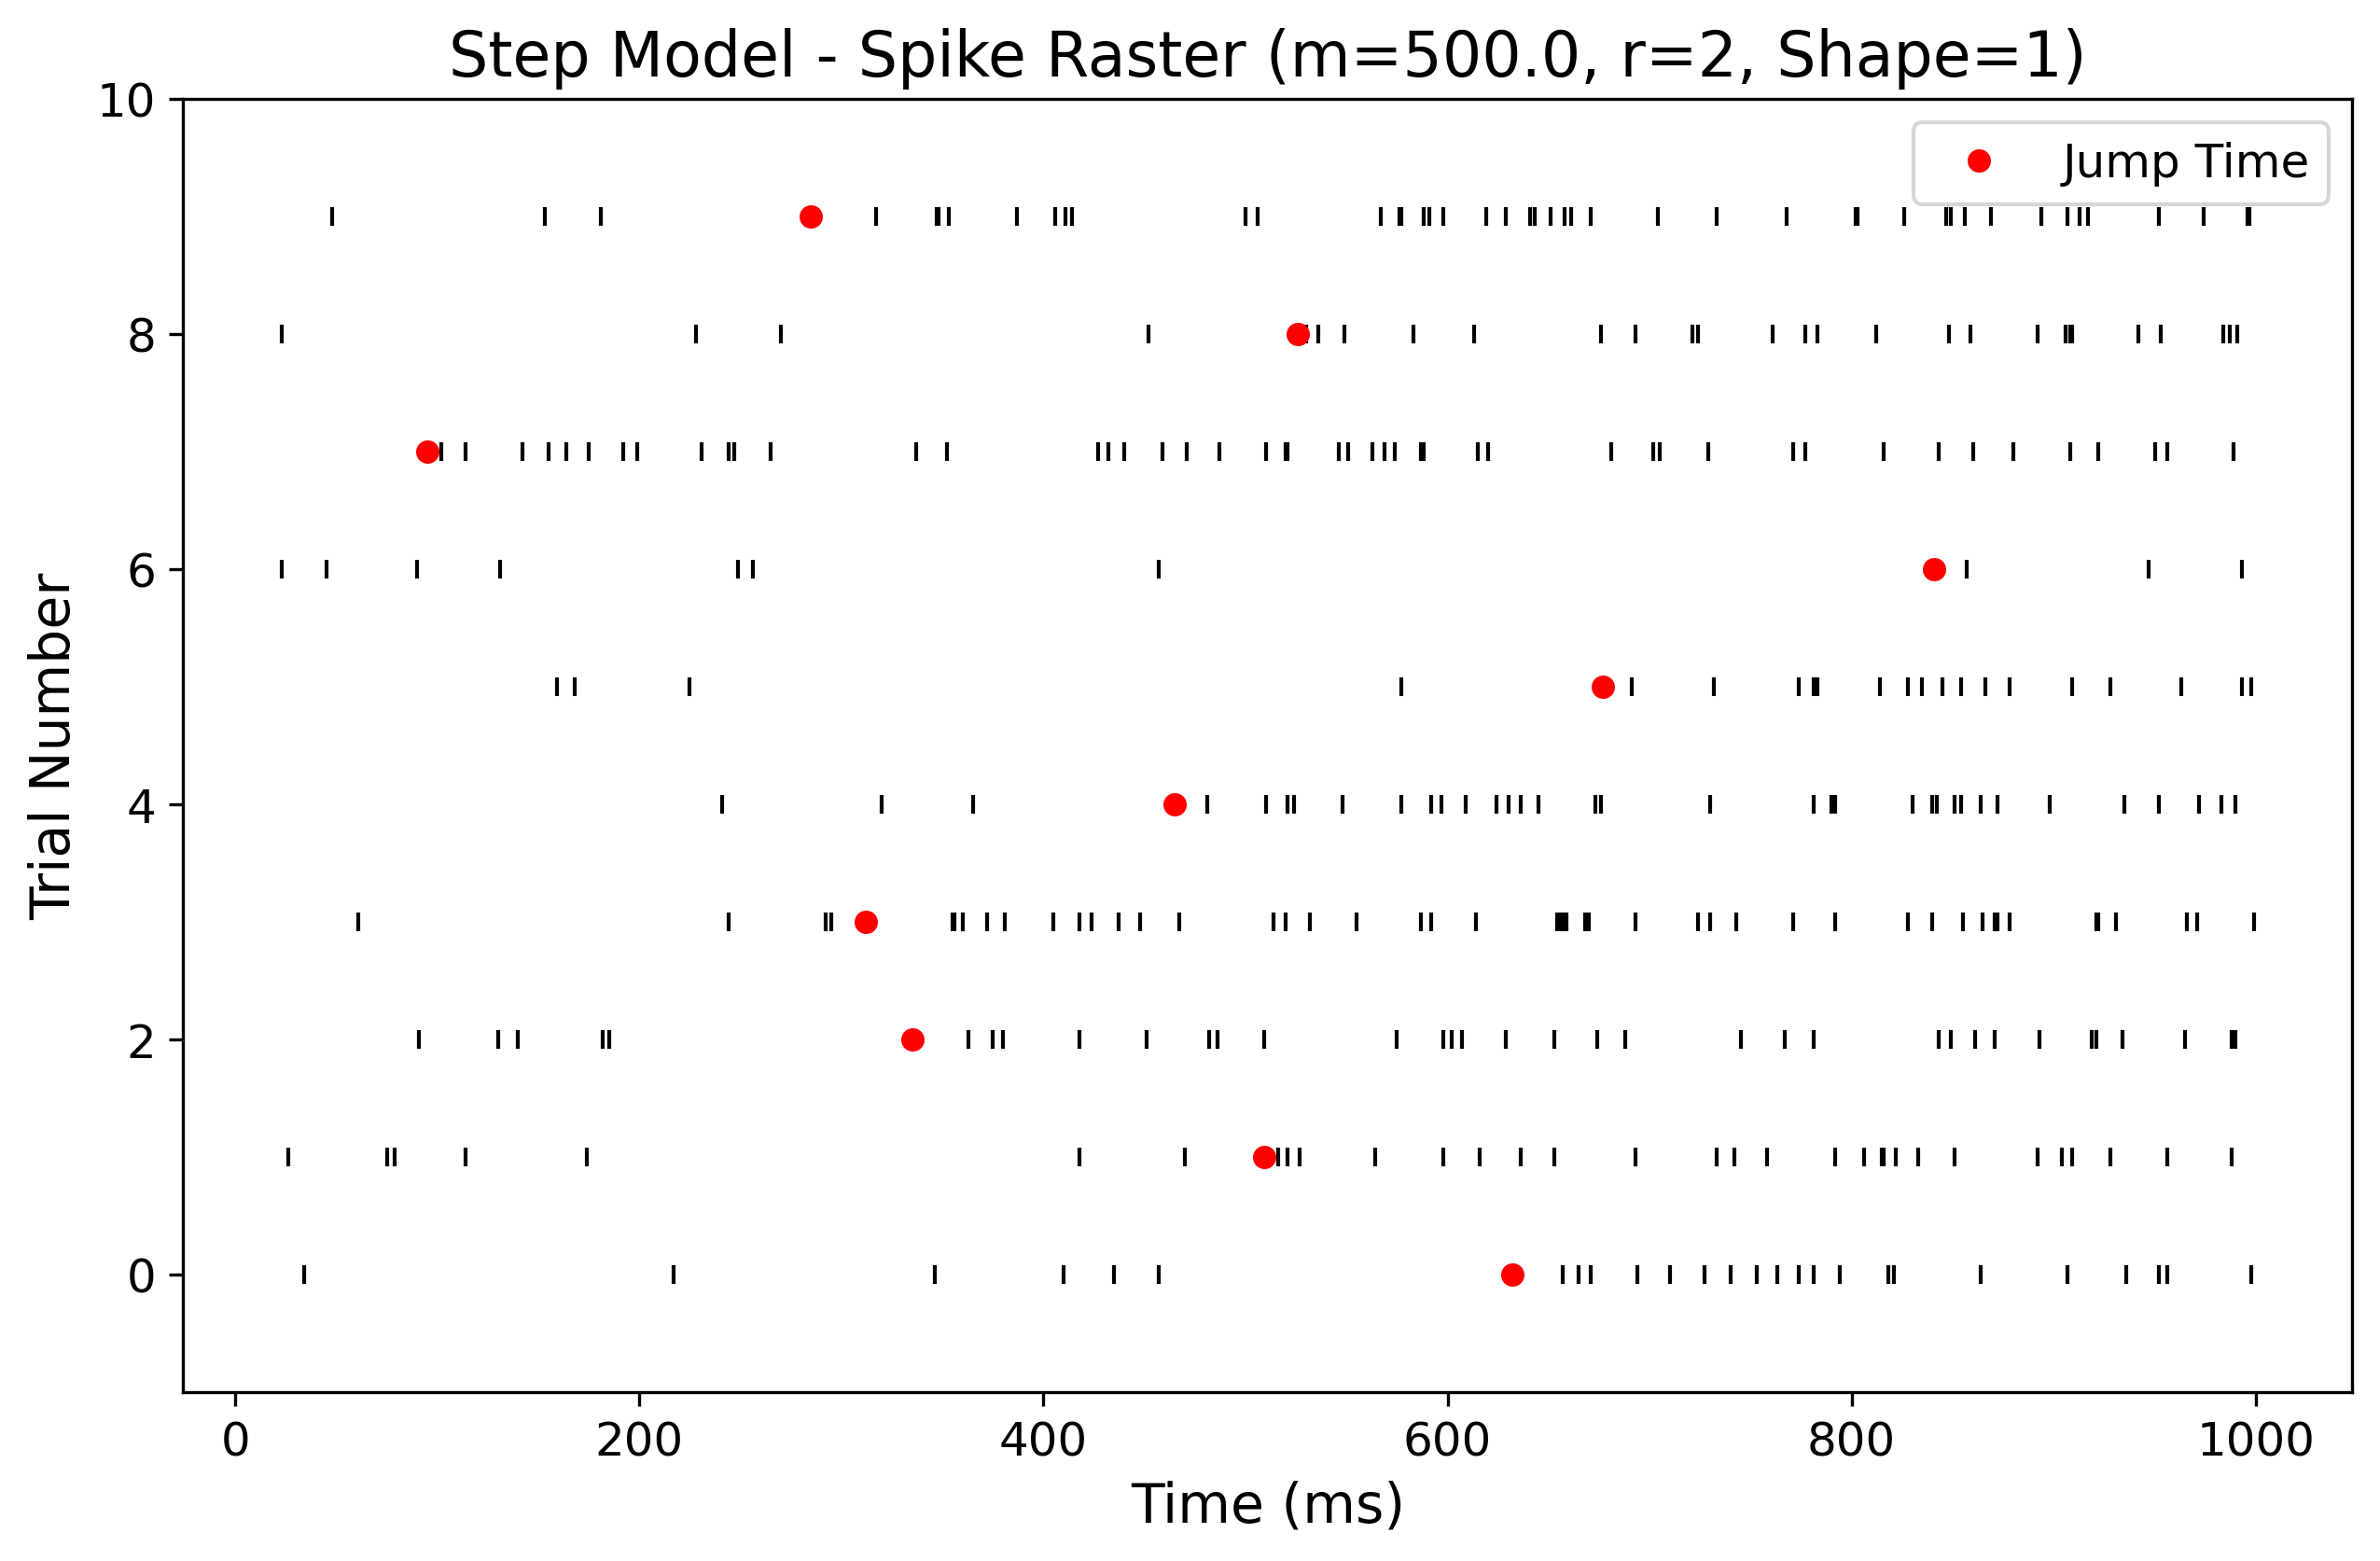 Step Model - Spike Raster (m=500.0, r=2, Shape=1)
Jump Time
Trial Number
10
8
6
4
2
0
0 200 400 600 800 1000
Time (ms)